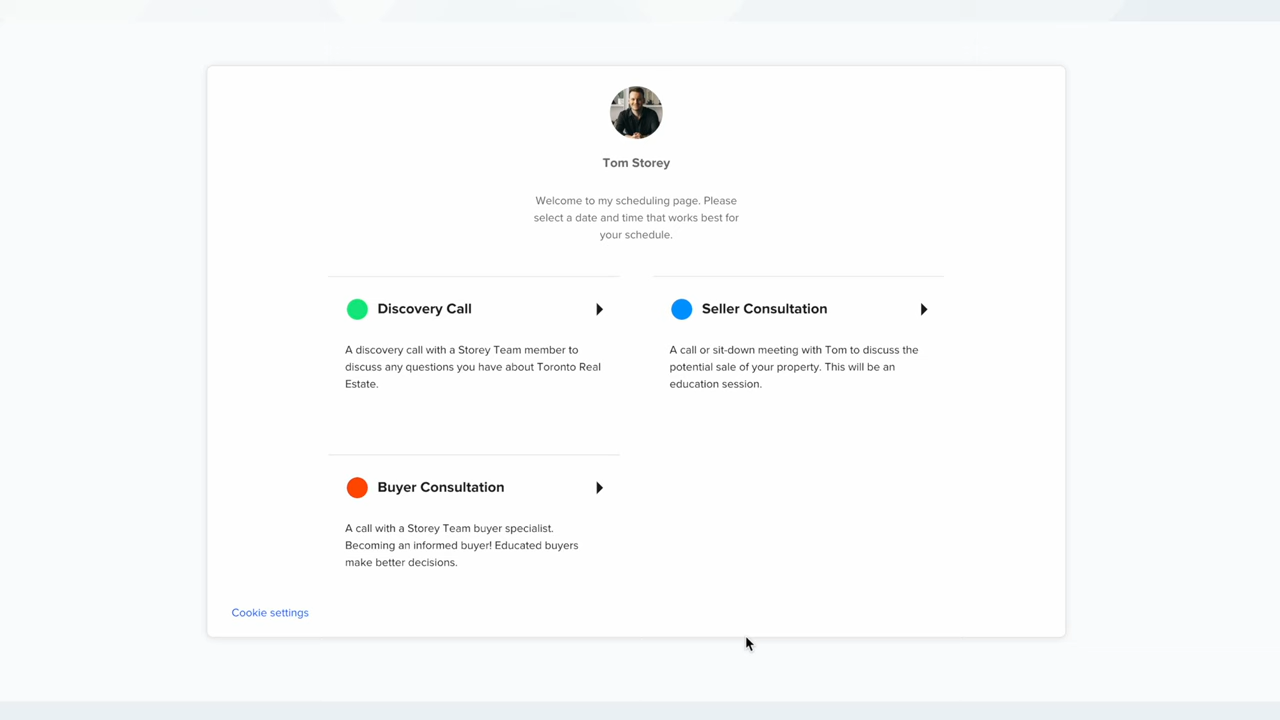 Tom Storey
Welcome to my scheduling page. Please
select a date and time that works best for
your schedule.
Discovery Call
A discovery call with a Storey Team member to
discuss any questions you have about Toronto Real
Estate.
Seller Consultation
A call or sit-down meeting with Tom to discuss the
potential sale of your property. This will be an
education session.
Buyer Consultation
A call with a Storey Team buyer specialist.
Becoming an informed buyer! Educated buyers
make better decisions.
Cookie settings